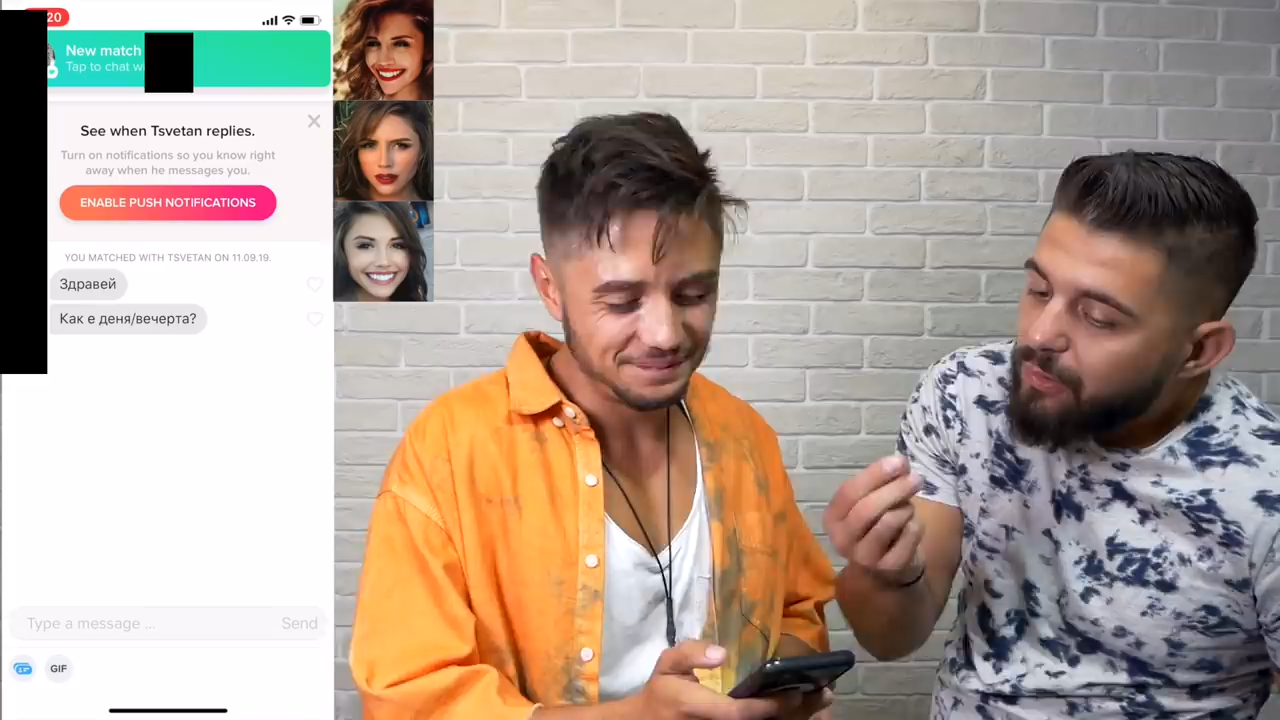 20
New match
Tap to chat w
See when Tsvetan replies.
Turn on notifications so you know right
away when he messages you.
ENABLE PUSH NOTIFICATIONS
YOU MATCHED WITH TSVETAN ON 11.09.19.
Здравей
Как е деня/вечерта?
Type a message ...
Send
GIF